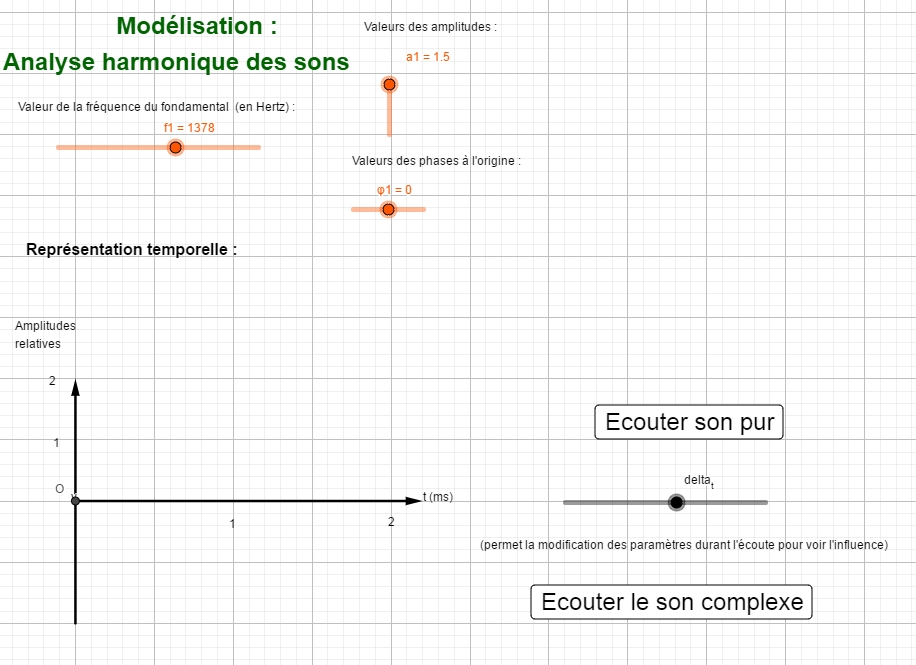 Modélisation :
Analyse harmonique des sons
Valeurs des amplitudes :
a1 = 1.5
Valeur de la fréquence du fondamental (en Hertz) :
f1 = 1378
Valeurs des phases à l'origine :
φ1 = 0
Représentation temporelle :
Amplitudes
relatives
2
1
O
t (ms)
1
2
Ecouter son pur
delta_t
(permet la modification des paramètres durant l'écoute pour voir l'influence)
Ecouter le son complexe